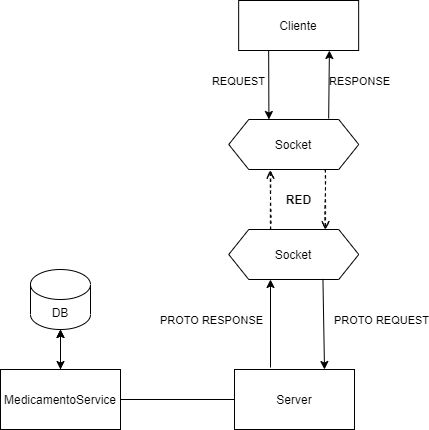 Cliente
REQUEST
RESPONSE
Socket
RED
Socket
DB
PROTO RESPONSE
PROTO REQUEST
MedicamentoService
Server